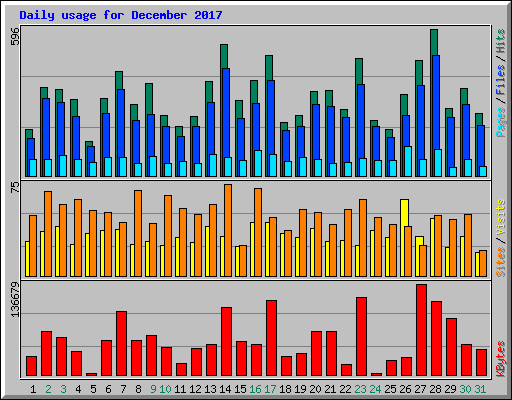 Daily usage for December 2017
596
Pages / Files / Hits
75
Sites / Visits
136679
KBytes
1 2 3 4 5 6 7 8 9 10 11 12 13 14 15 16 17 18 19 20 21 22 23 24 25 26 27 28 29 30 31